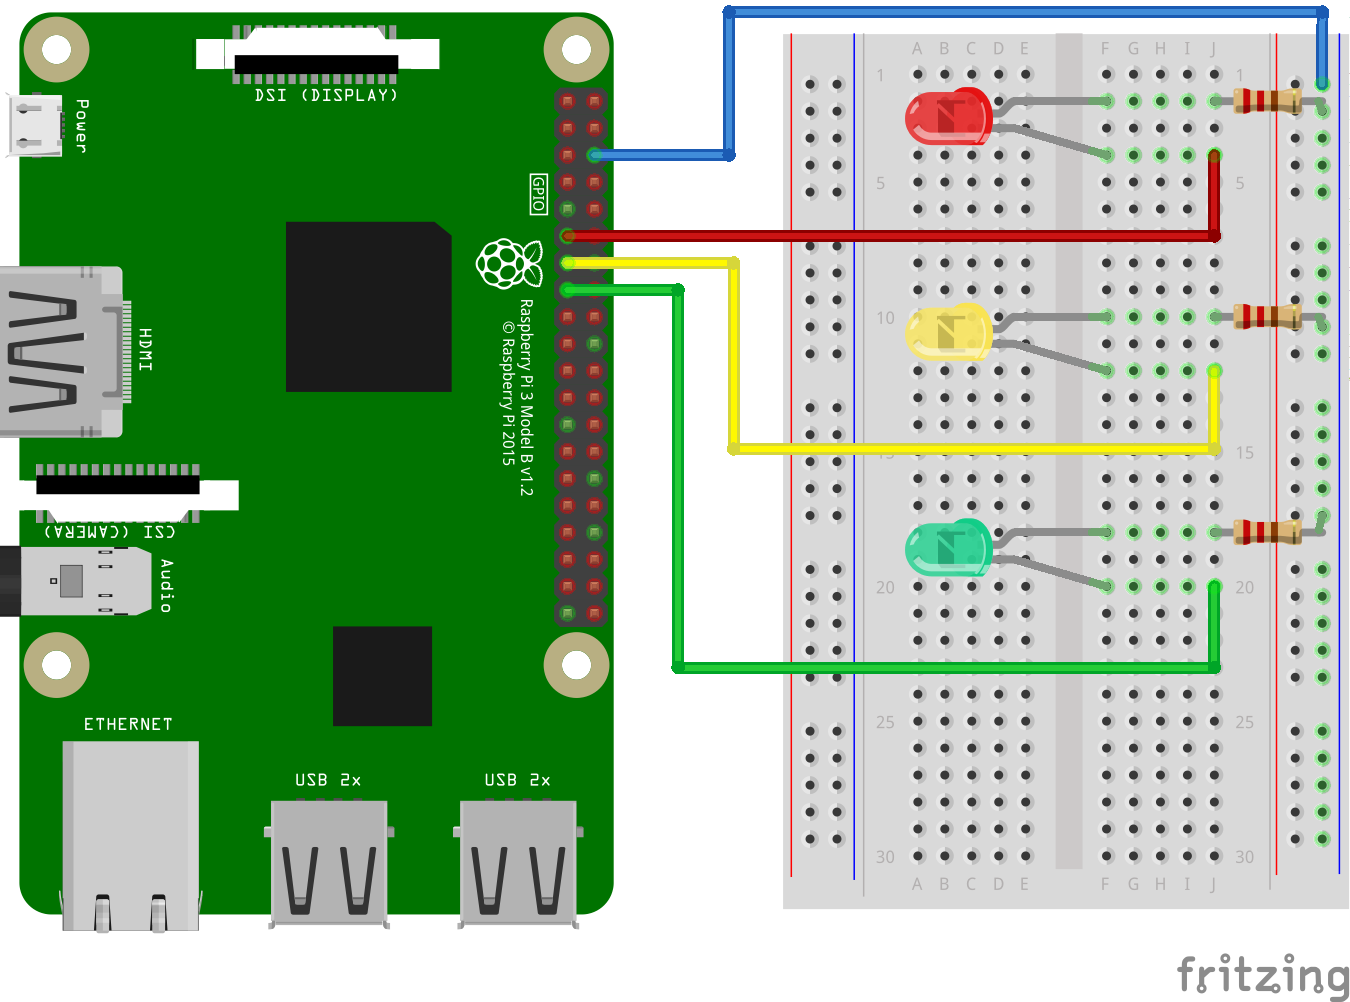 DSI (DISPLAY)
Power
GPIO
HDMI
Raspberry Pi 3 Model B v1.2
© Raspberry Pi 2015
CSI (CAMERA)
Audio
ETHERNET
USB 2x
USB 2x
A B C D E F G H I J
1 1
5 5
10 10
15 15
20 20
25 25
30 30
A B C D E F G H I J
fritzing